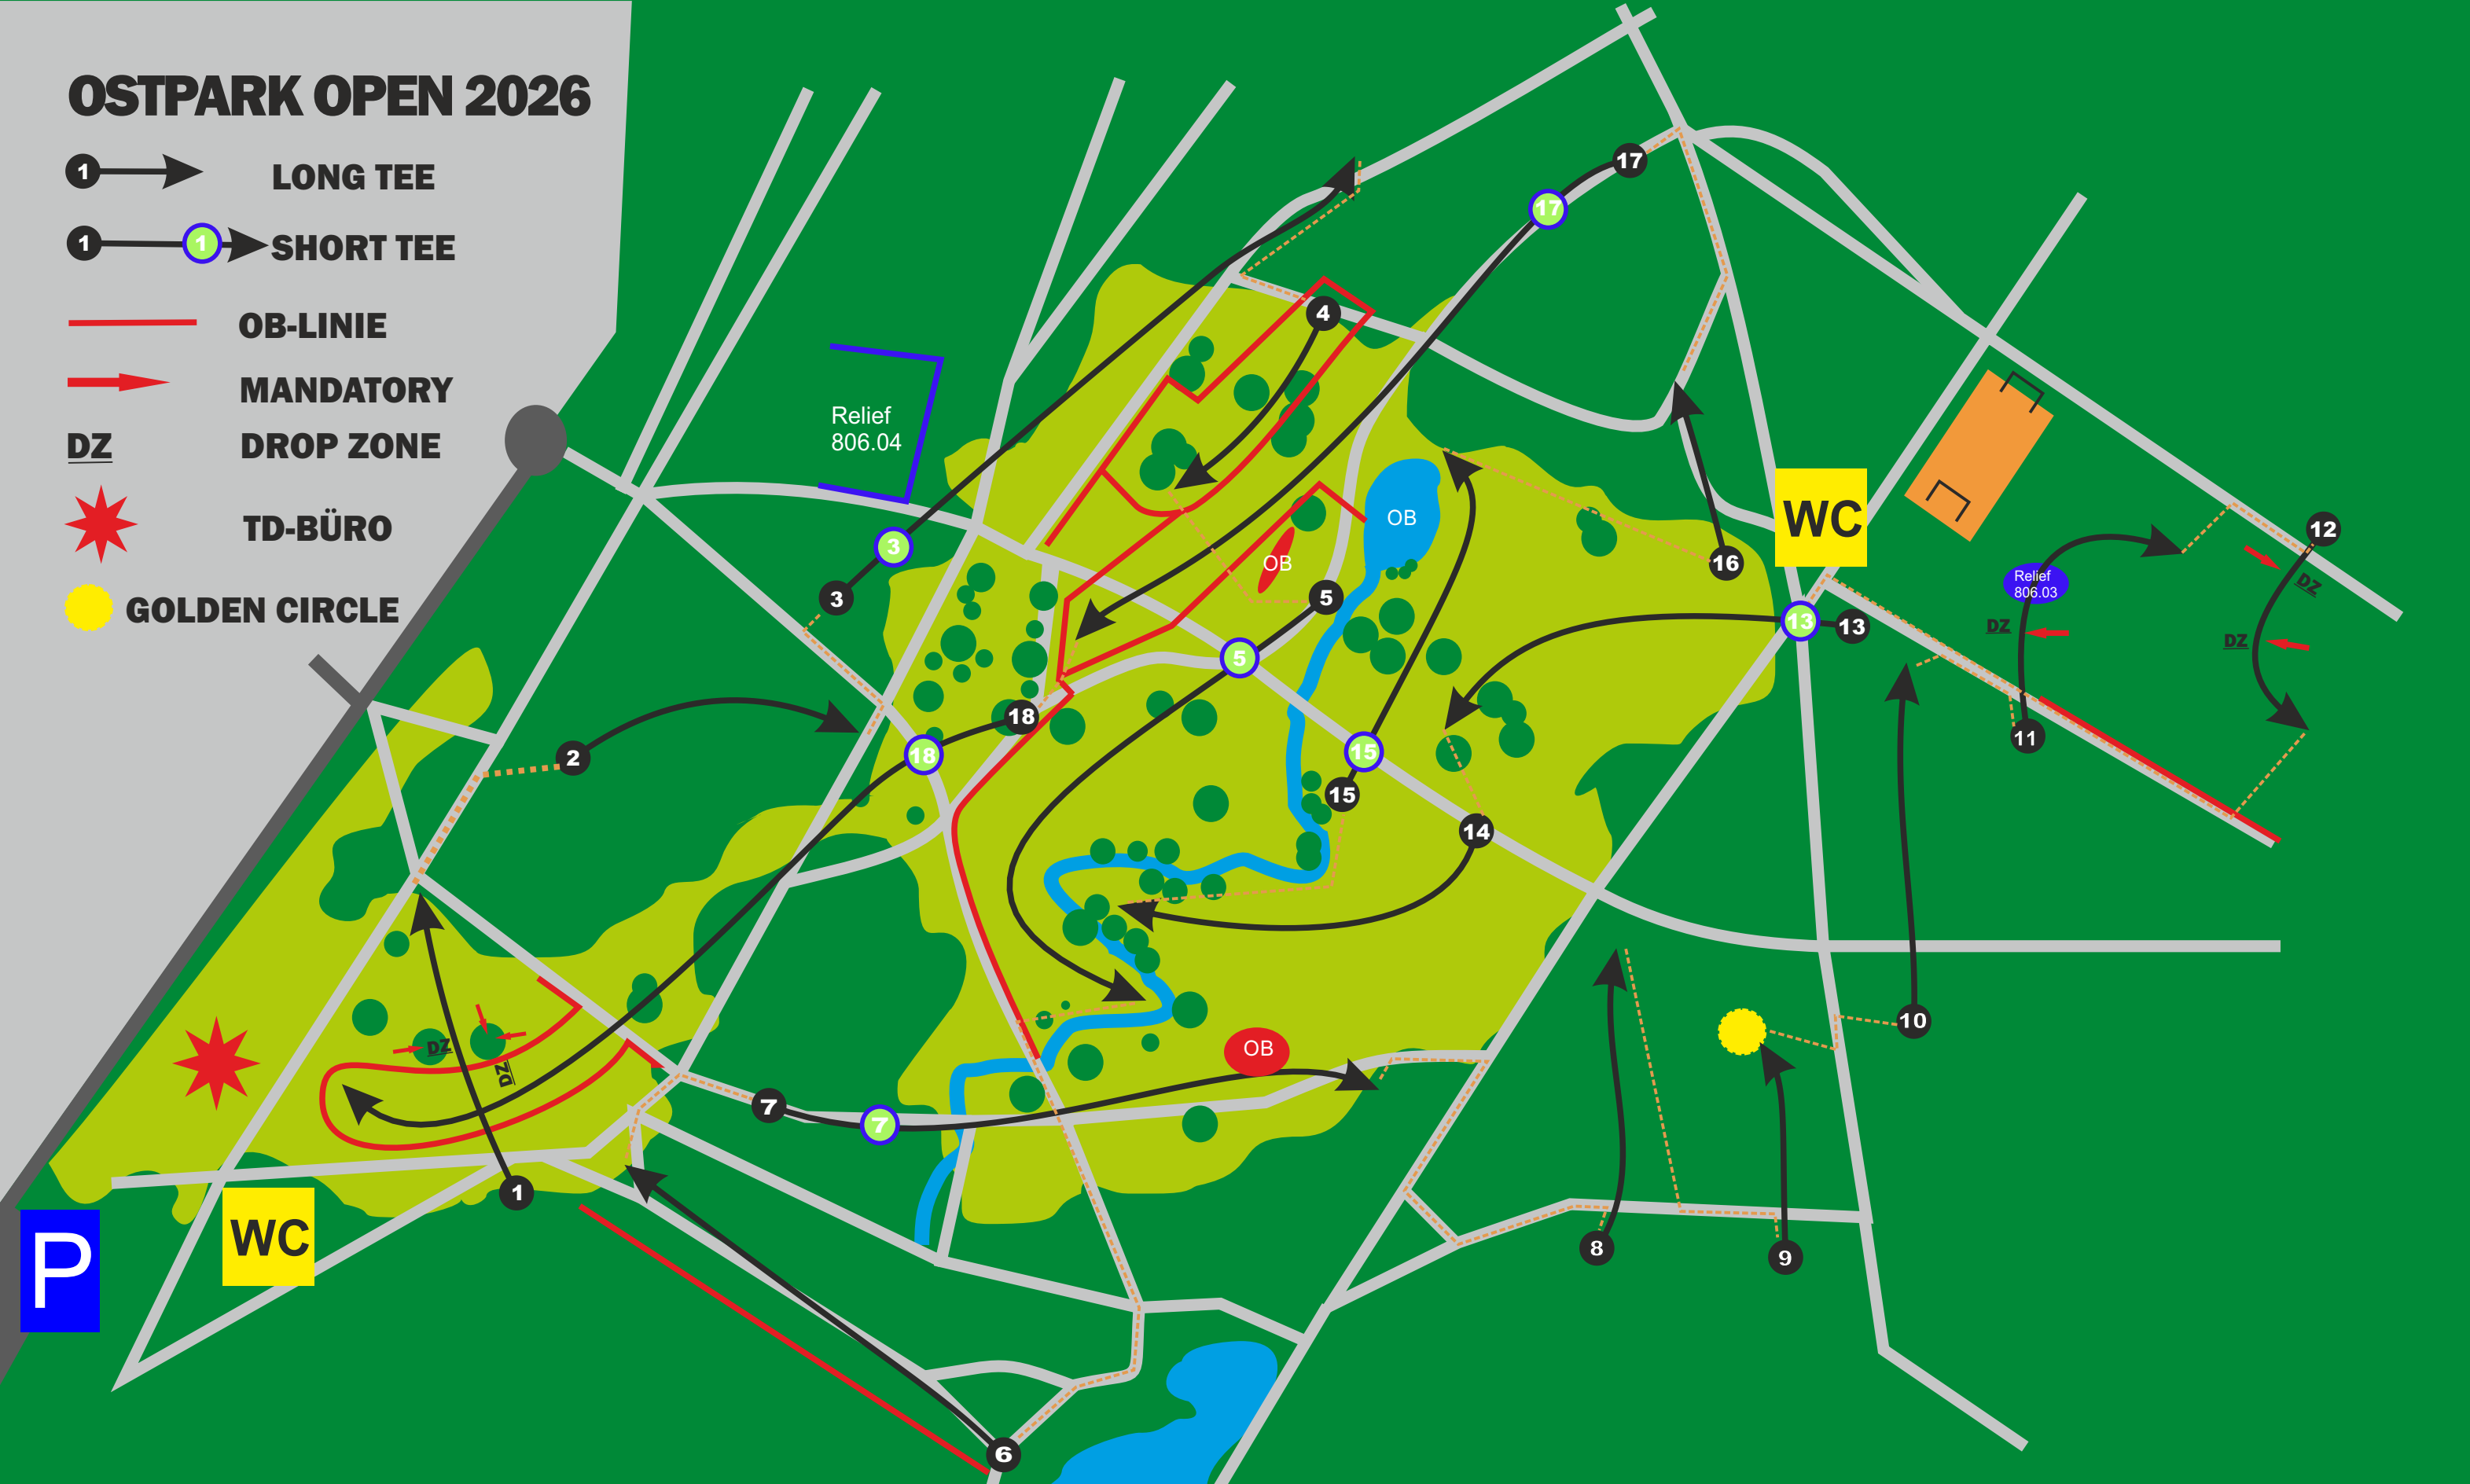 OSTPARK OPEN 2026
1 LONG TEE
1 1 SHORT TEE
OB-LINIE
MANDATORY
DZ DROP ZONE
TD-BÜRO
GOLDEN CIRCLE
17
17
4
Relief
806.04
OB
WC
12
3
3
OB
5
16
Relief
806.03
DZ
13
13
DZ
DZ
5
18
18
2
15
15
11
14
10
DZ
DZ
OB
7
7
1
WC
P
8
9
6